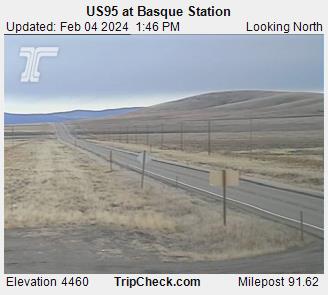 US95 at Basque Station
Updated: Feb 04 2024 1:46 PM Looking North
Elevation 4460 TripCheck.com Milepost 91.62